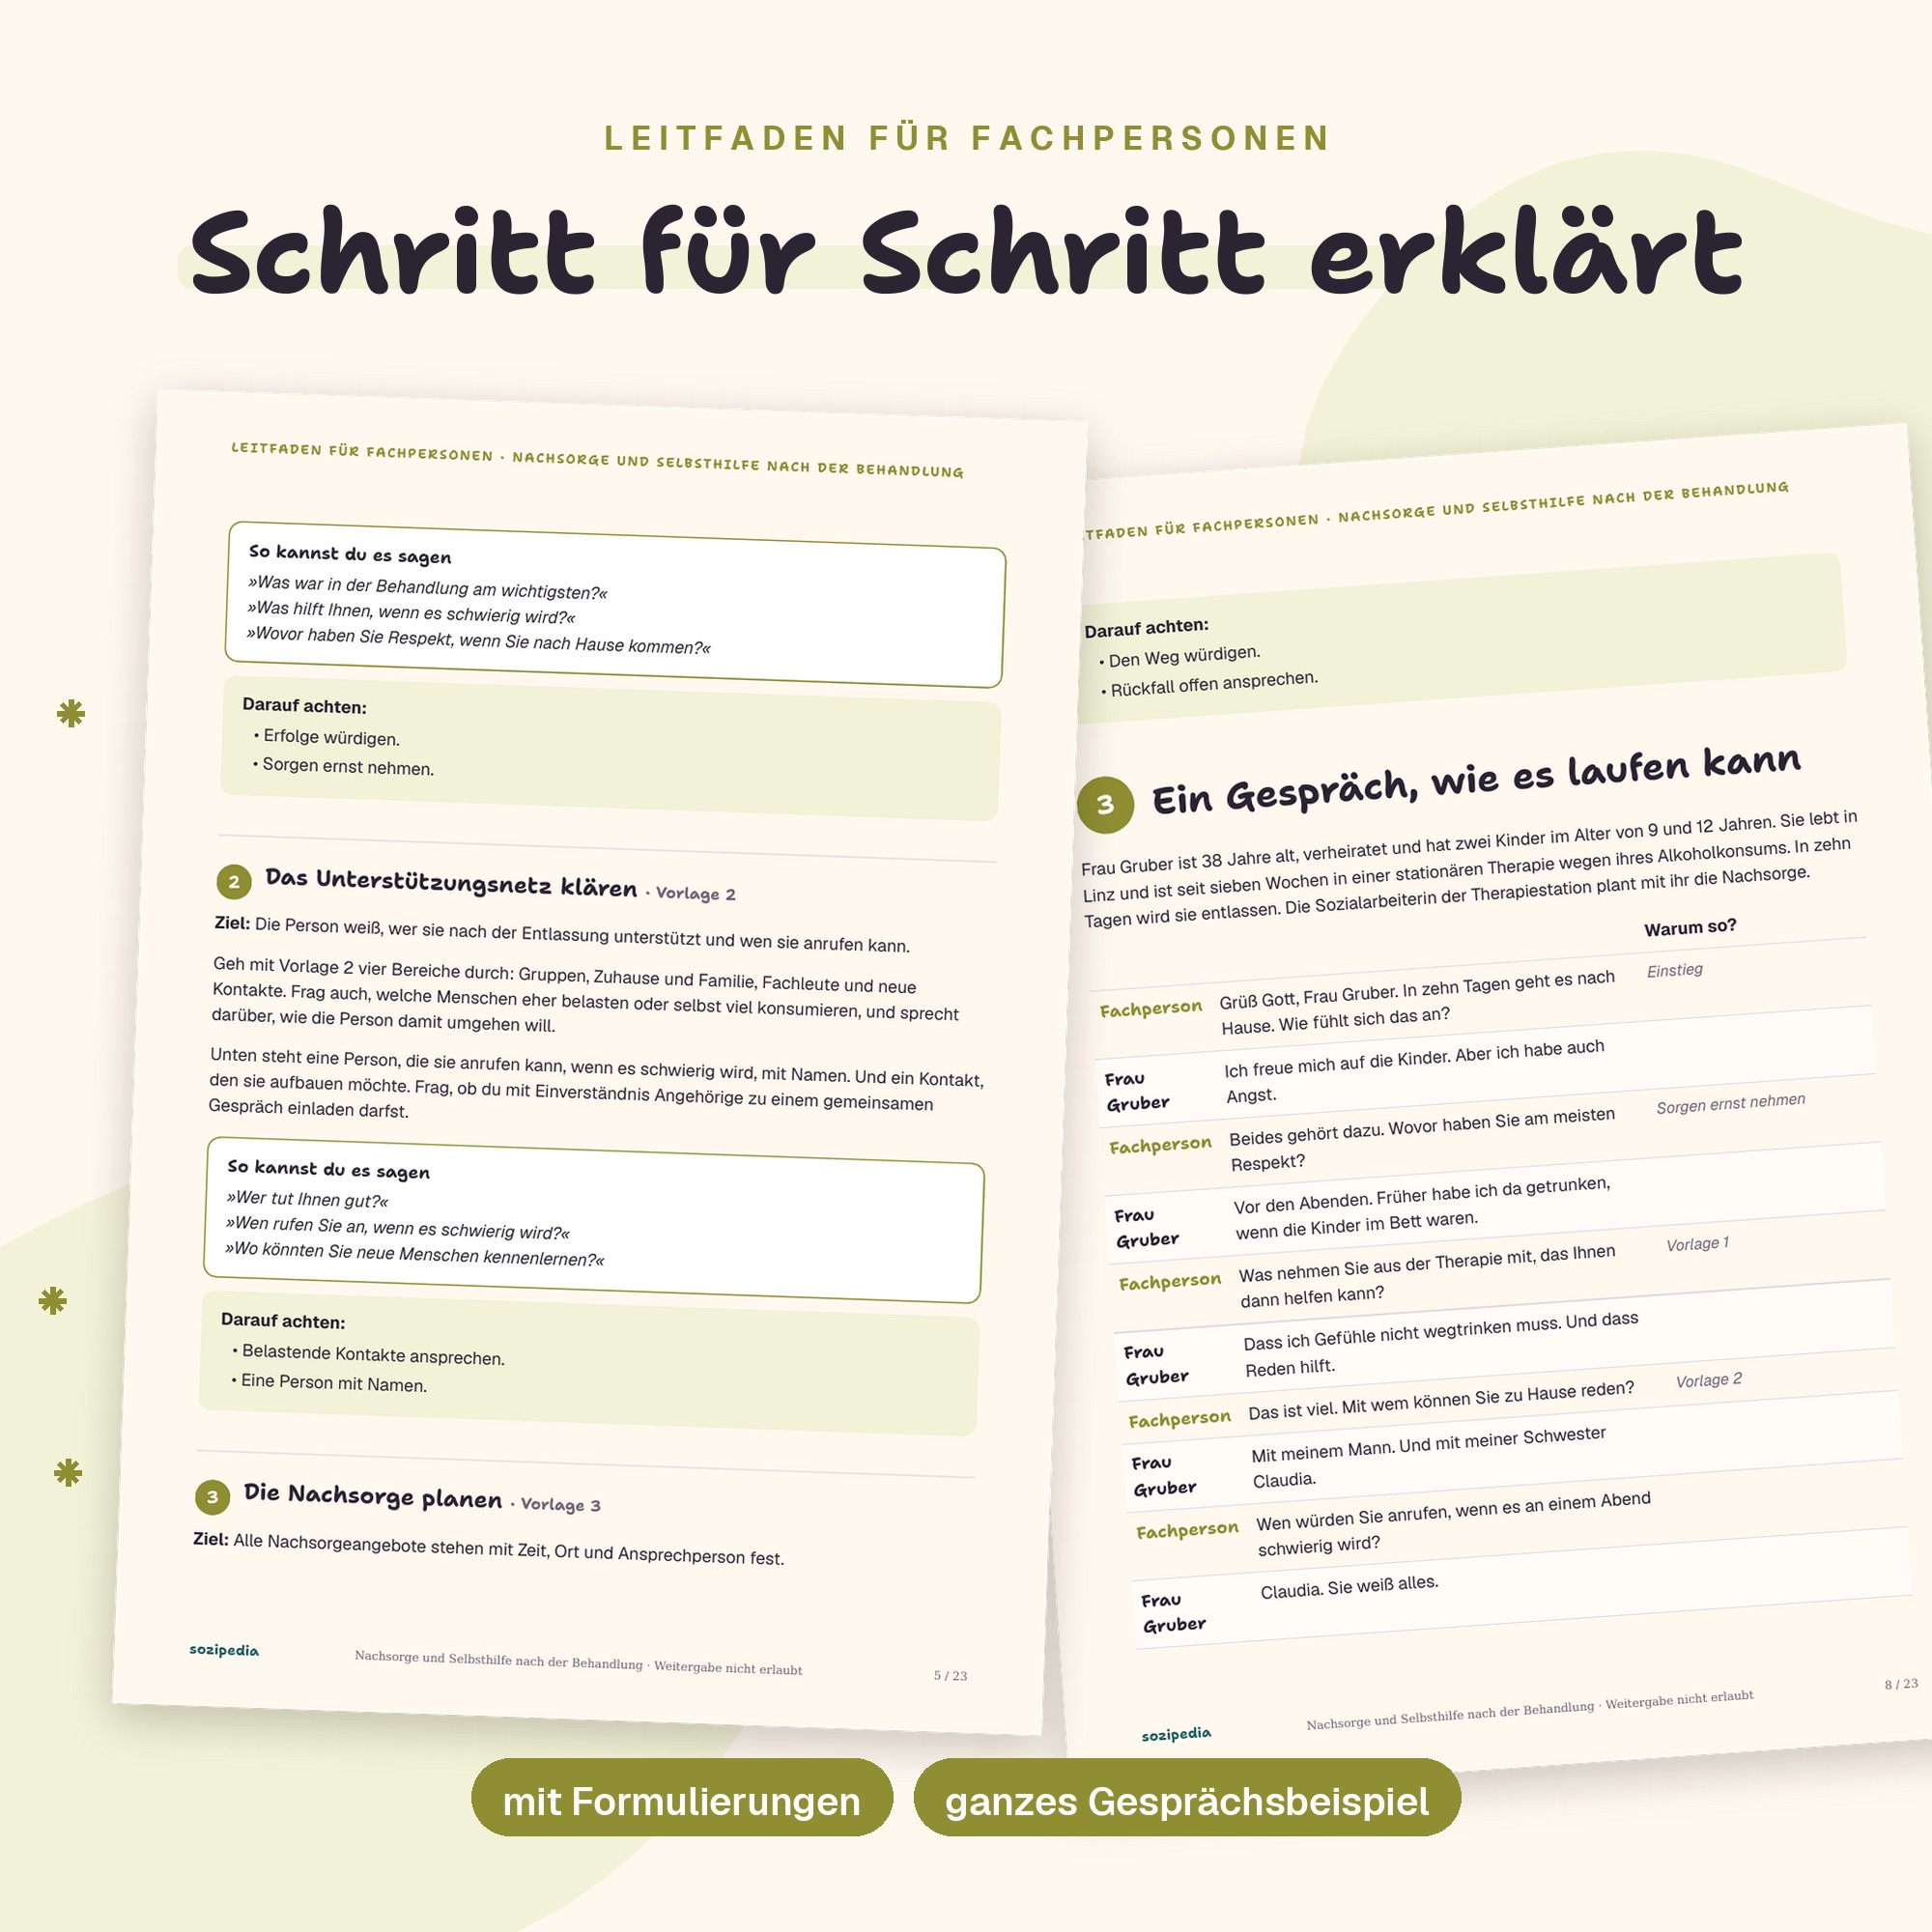 LEITFADEN FÜR FACHPERSONEN
Schritt für Schritt erklärt
LEITFADEN FÜR FACHPERSONEN · NACHSORGE UND SELBSTHILFE NACH DER BEHANDLUNG
So kannst du es sagen
»Was war in der Behandlung am wichtigsten?«
»Was hilft Ihnen, wenn es schwierig wird?«
»Wovor haben Sie Respekt, wenn Sie nach Hause kommen?«
Darauf achten:
• Erfolge würdigen.
• Sorgen ernst nehmen.
2 Das Unterstützungsnetz klären · Vorlage 2
Ziel: Die Person weiß, wer sie nach der Entlassung unterstützt und wen sie anrufen kann.
Geh mit Vorlage 2 vier Bereiche durch: Gruppen, Zuhause und Familie, Fachleute und neue
Kontakte. Frag auch, welche Menschen eher belasten oder selbst viel konsumieren, und sprecht
darüber, wie die Person damit umgehen will.
Unten steht eine Person, die sie anrufen kann, wenn es schwierig wird, mit Namen. Und ein Kontakt,
den sie aufbauen möchte. Frag, ob du mit Einverständnis Angehörige zu einem gemeinsamen
Gespräch einladen darfst.
So kannst du es sagen
»Wer tut Ihnen gut?«
»Wen rufen Sie an, wenn es schwierig wird?«
»Wo könnten Sie neue Menschen kennenlernen?«
Darauf achten:
• Belastende Kontakte ansprechen.
• Eine Person mit Namen.
3 Die Nachsorge planen · Vorlage 3
Ziel: Alle Nachsorgeangebote stehen mit Zeit, Ort und Ansprechperson fest.
sozipedia
Nachsorge und Selbsthilfe nach der Behandlung · Weitergabe nicht erlaubt
5 / 23
TFADEN FÜR FACHPERSONEN · NACHSORGE UND SELBSTHILFE NACH DER BEHANDLUNG
Darauf achten:
• Den Weg würdigen.
• Rückfall offen ansprechen.
3 Ein Gespräch, wie es laufen kann
Frau Gruber ist 38 Jahre alt, verheiratet und hat zwei Kinder im Alter von 9 und 12 Jahren. Sie lebt in
Linz und ist seit sieben Wochen in einer stationären Therapie wegen ihres Alkoholkonsums. In zehn
Tagen wird sie entlassen. Die Sozialarbeiterin der Therapiestation plant mit ihr die Nachsorge.
Warum so?
Fachperson Grüß Gott, Frau Gruber. In zehn Tagen geht es nach Einstieg
Hause. Wie fühlt sich das an?
Frau Ich freue mich auf die Kinder. Aber ich habe auch
Gruber Angst.
Fachperson Beides gehört dazu. Wovor haben Sie am meisten Sorgen ernst nehmen
Respekt?
Frau Vor den Abenden. Früher habe ich da getrunken,
Gruber wenn die Kinder im Bett waren.
Fachperson Was nehmen Sie aus der Therapie mit, das Ihnen Vorlage 1
dann helfen kann?
Frau Dass ich Gefühle nicht wegtrinken muss. Und dass
Gruber Reden hilft.
Fachperson Das ist viel. Mit wem können Sie zu Hause reden? Vorlage 2
Frau Mit meinem Mann. Und mit meiner Schwester
Gruber Claudia.
Fachperson Wen würden Sie anrufen, wenn es an einem Abend
schwierig wird?
Frau Claudia. Sie weiß alles.
Gruber
sozipedia
Nachsorge und Selbsthilfe nach der Behandlung · Weitergabe nicht erlaubt
8 / 23
mit Formulierungen
ganzes Gesprächsbeispiel